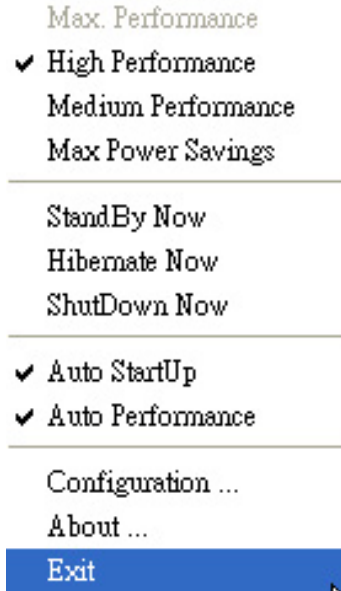 Max. Performance
High Performance
Medium Performance
Max Power Savings
StandBy Now
Hibernate Now
ShutDown Now
Auto StartUp
Auto Performance
Configuration ...
About ...
Exit